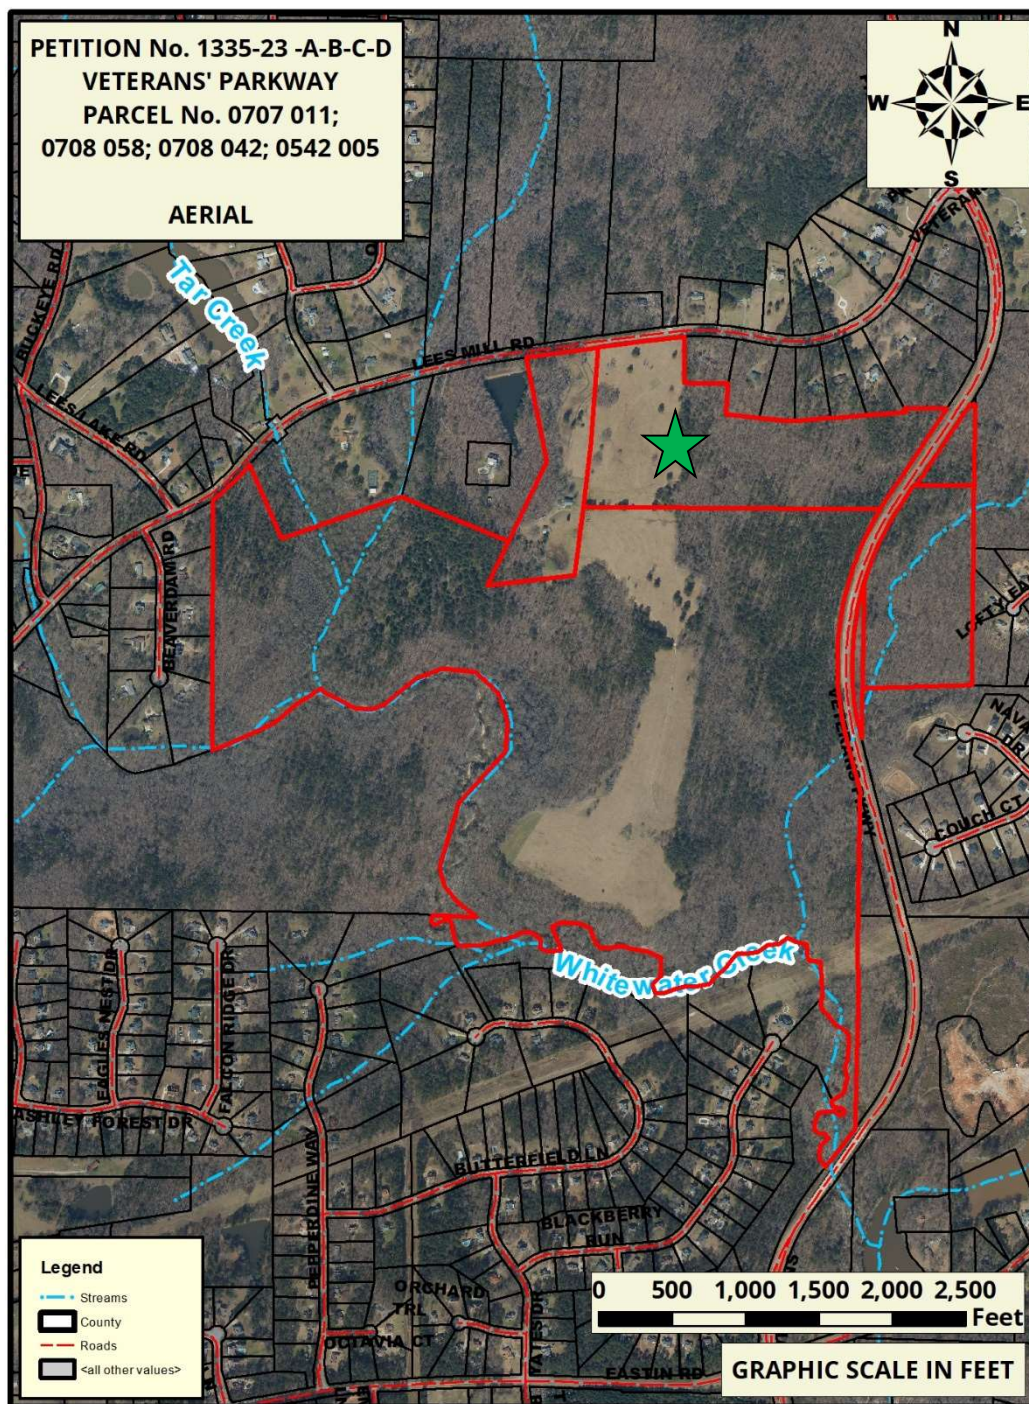 PETITION No. 1335-23 -A-B-C-D
VETERANS' PARKWAY
PARCEL No. 0707 011;
0708 058; 0708 042; 0542 005
AERIAL
N
W
E
S
VETERAN
BUCKEYE RD
Tar Creek
LEES MILL RD
LEES LAKE RD
BEAVERDAM RD
LOFTY EA
NAVA
DR
VETERANS PKWY
COUCH CT
Whitewater Creek
EAGLES NEST DR
FALCON RIDGE DR
ASHLEY FOREST DR
PEPPERDINE WAY
BUTTERFIELD LN
BLACKBERRY
RUN
ORCHARD
TRL
OCTAVIA CT
YATES DR
EASTIN RD
Legend
Streams
County
Roads
<all other values>
0 500 1,000 1,500 2,000 2,500
Feet
GRAPHIC SCALE IN FEET